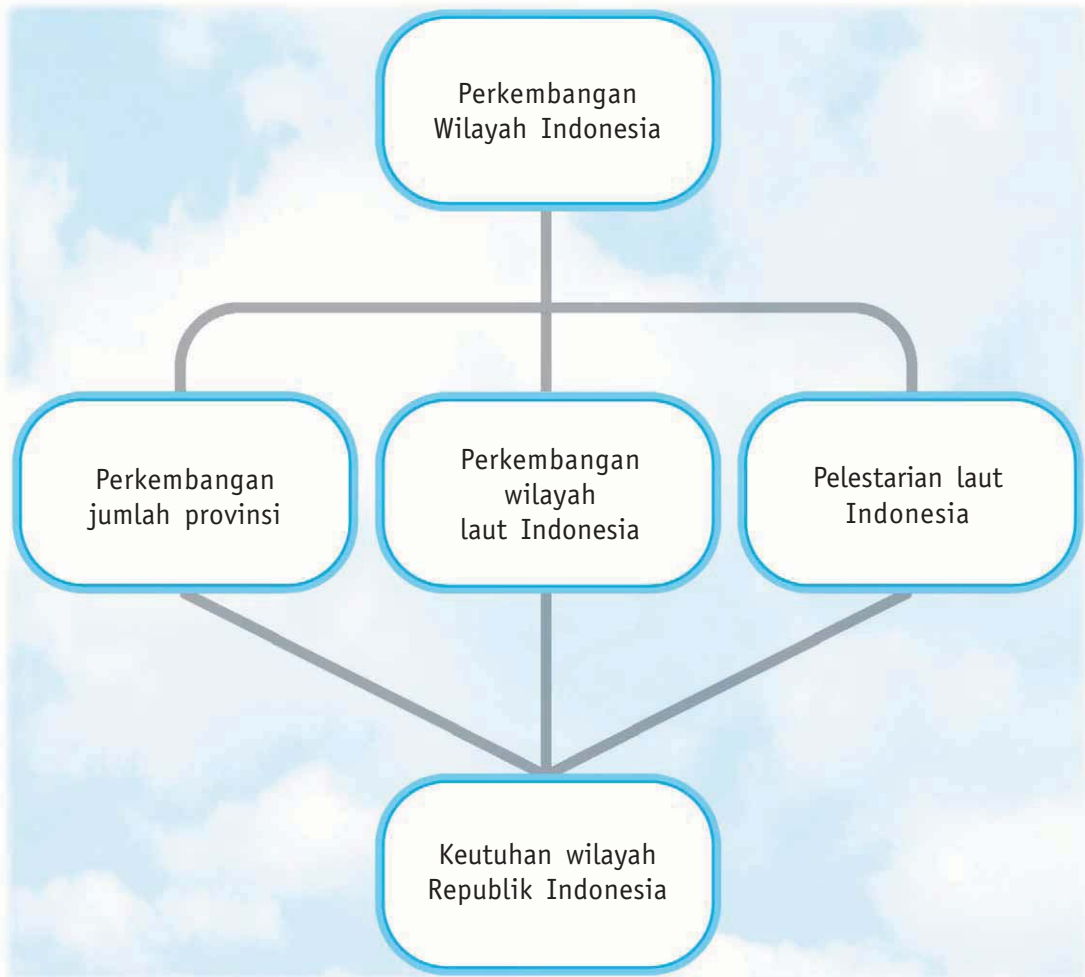 Perkembangan
Wilayah Indonesia
Perkembangan
jumlah provinsi
Perkembangan
wilayah
laut Indonesia
Pelestarian laut
Indonesia
Keutuhan wilayah
Republik Indonesia